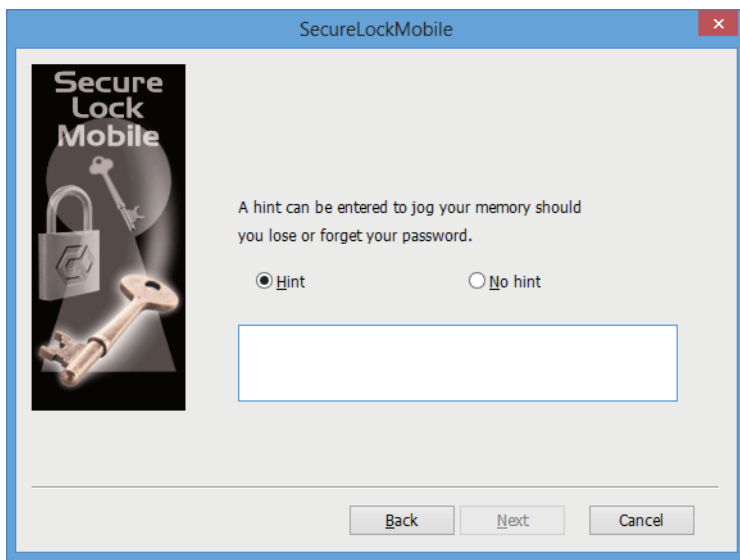 SecureLockMobile
Secure
Lock
Mobile
A hint can be entered to jog your memory should
you lose or forget your password.
Hint No hint
Back Next Cancel